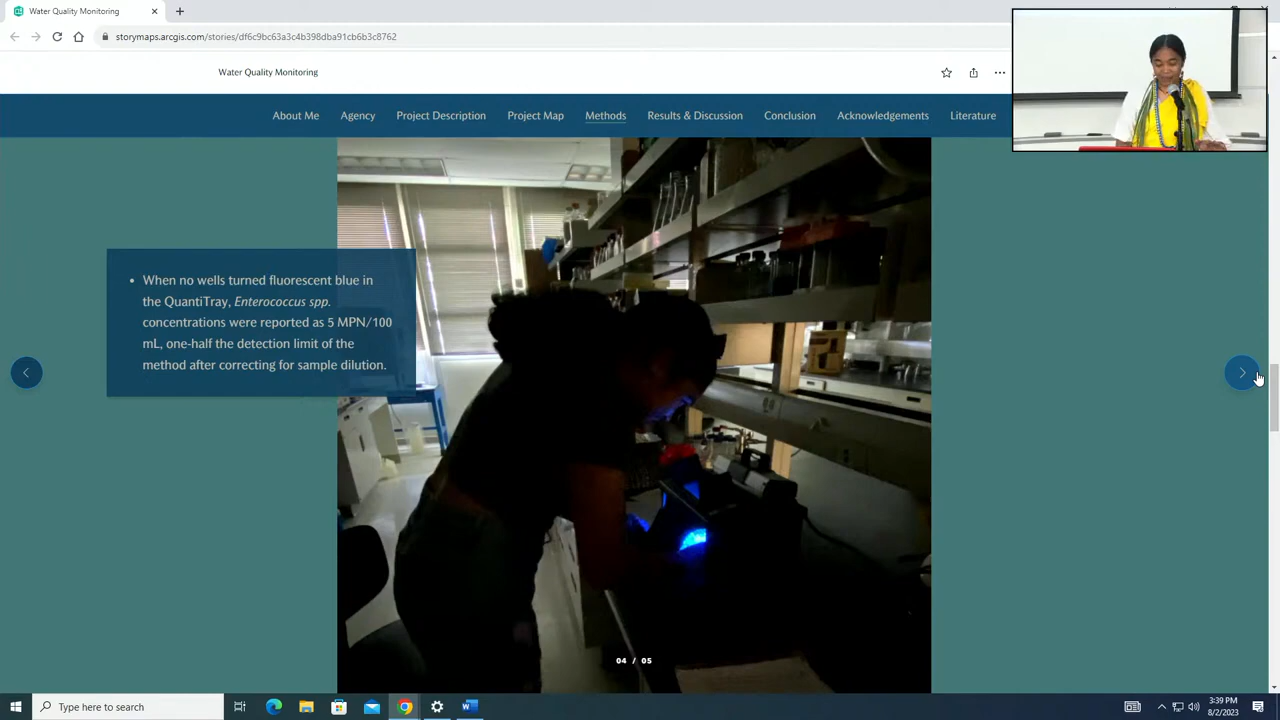 Water Quality Monitoring
storymaps.arcgis.com/stories/df6c9bc63a3c4b398dba91cb6b3c8762
Water Quality Monitoring
About Me
Agency
Project Description
Project Map
Methods
Results & Discussion
Conclusion
Acknowledgements
Literature
• When no wells turned fluorescent blue in
the QuantiTray, Enterococcus spp.
concentrations were reported as 5 MPN/100
mL, one-half the detection limit of the
method after correcting for sample dilution.
04 / 05
Type here to search
3:39 PM
8/2/2023